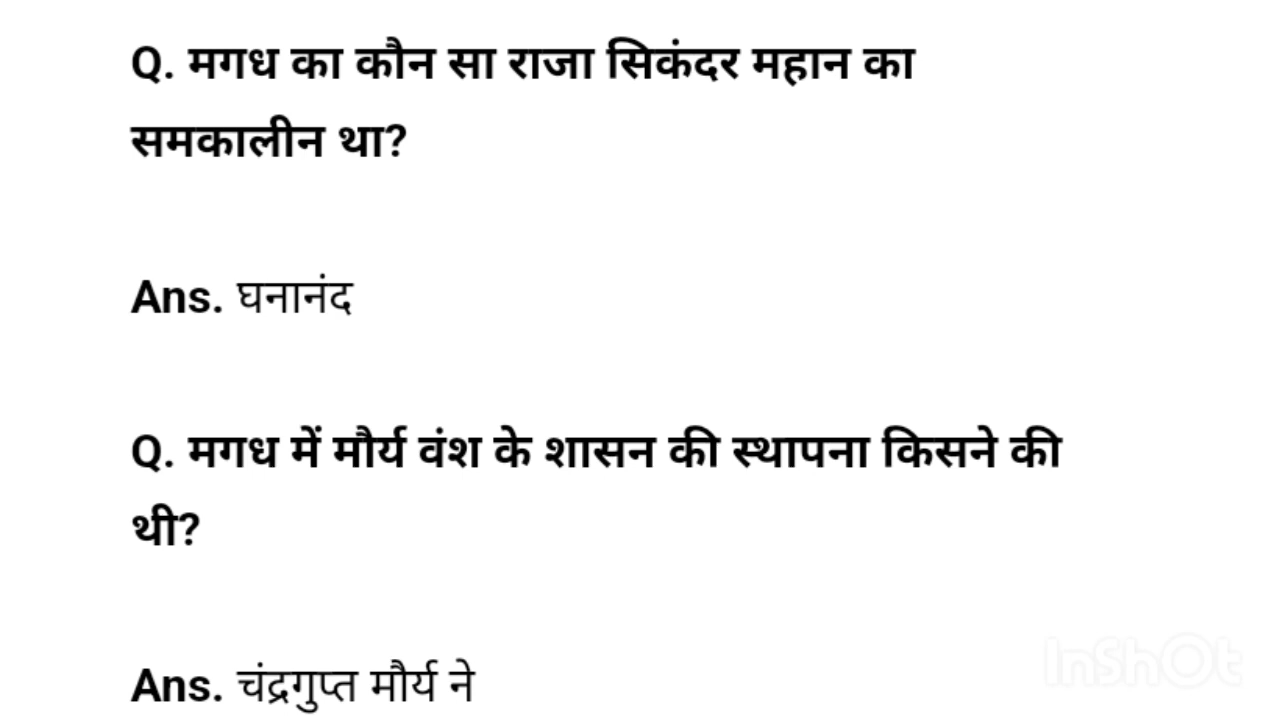 Q. मगध का कौन सा राजा सिकंदर महान का
समकालीन था?
Ans. घनानंद
Q. मगध में मौर्य वंश के शासन की स्थापना किसने की
थी?
Ans. चंद्रगुप्त मौर्य ने
InShOt